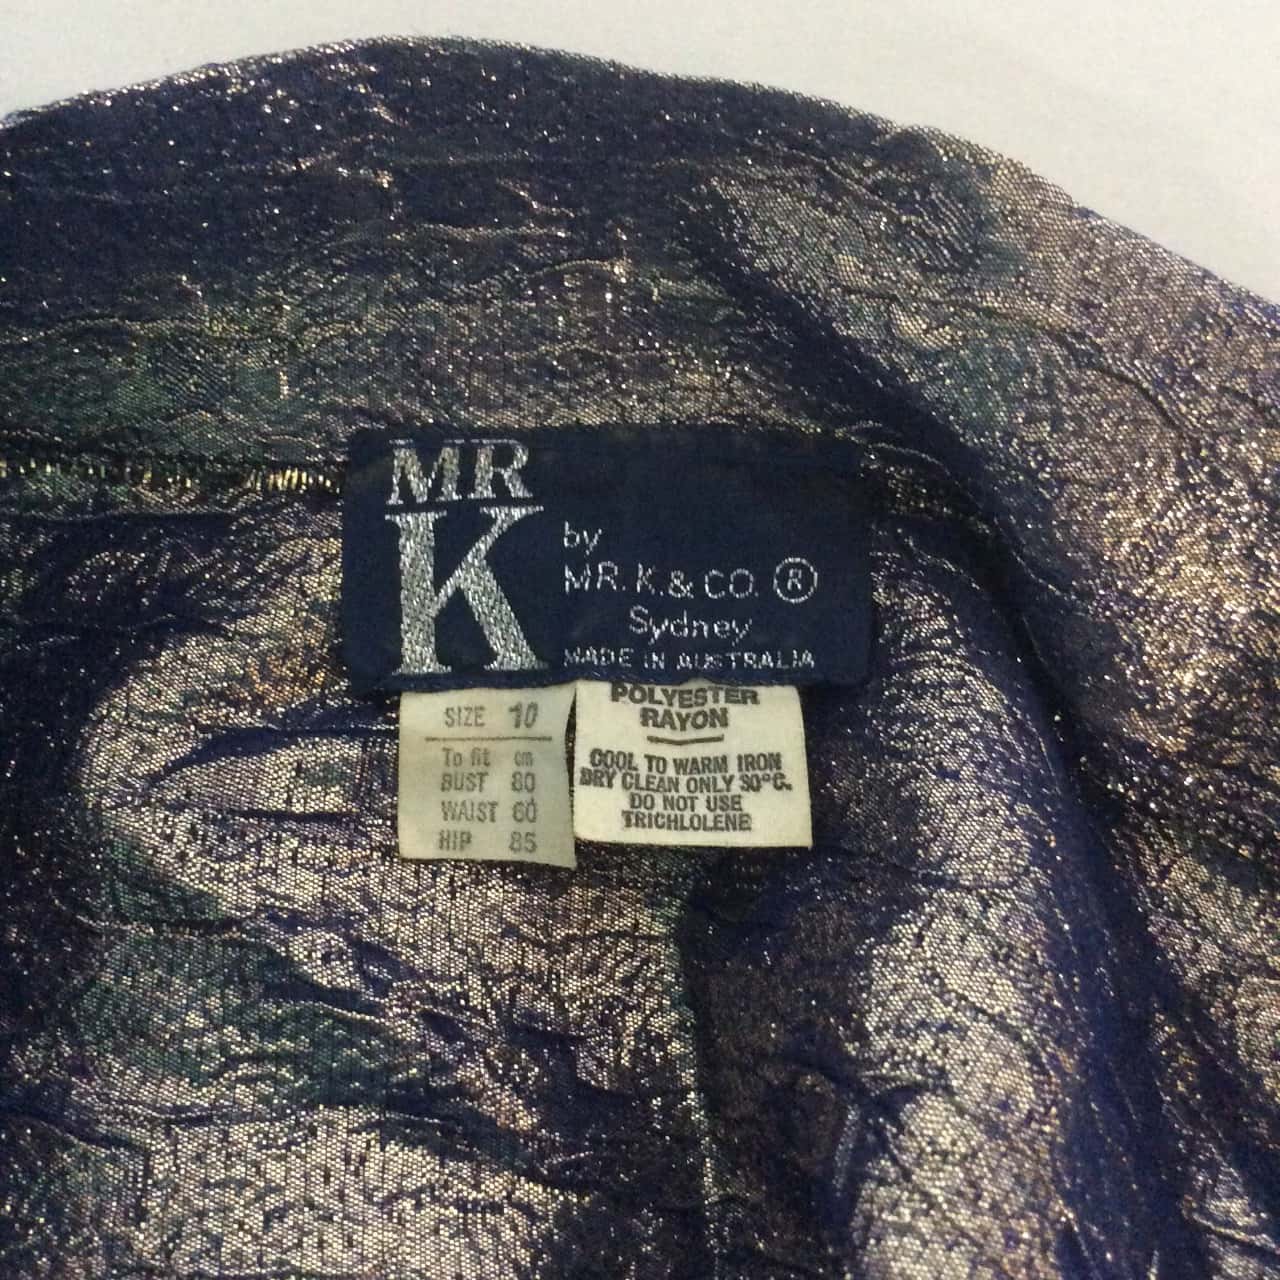 MR
K
by
MR. K. & CO. ®
Sydney
MADE IN AUSTRALIA
SIZE 10
To fit cm
BUST 80
WAIST 60
HIP 85
POLYESTER
RAYON
COOL TO WARM IRON
DRY CLEAN ONLY 30°C.
DO NOT USE
TRICHLOLENE